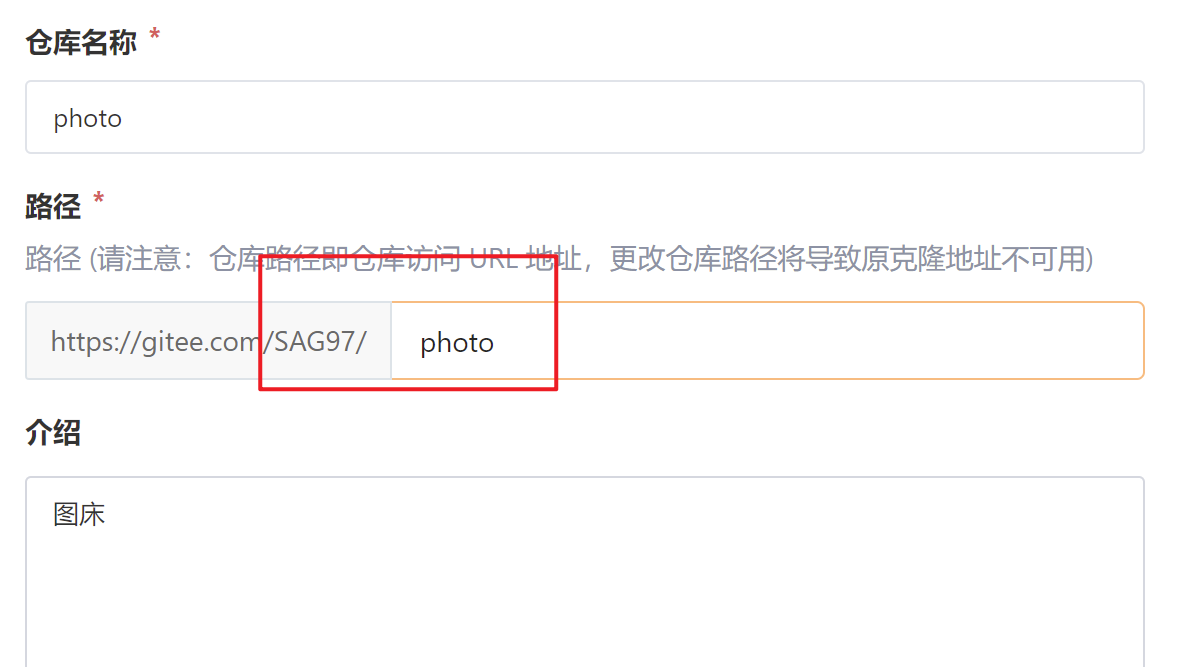 仓库名称 *
photo
路径 *
路径 (请注意：仓库路径即仓库访问 URL 地址，更改仓库路径将导致原克隆地址不可用)
https://gitee.com/SAG97/ photo
介绍
图床